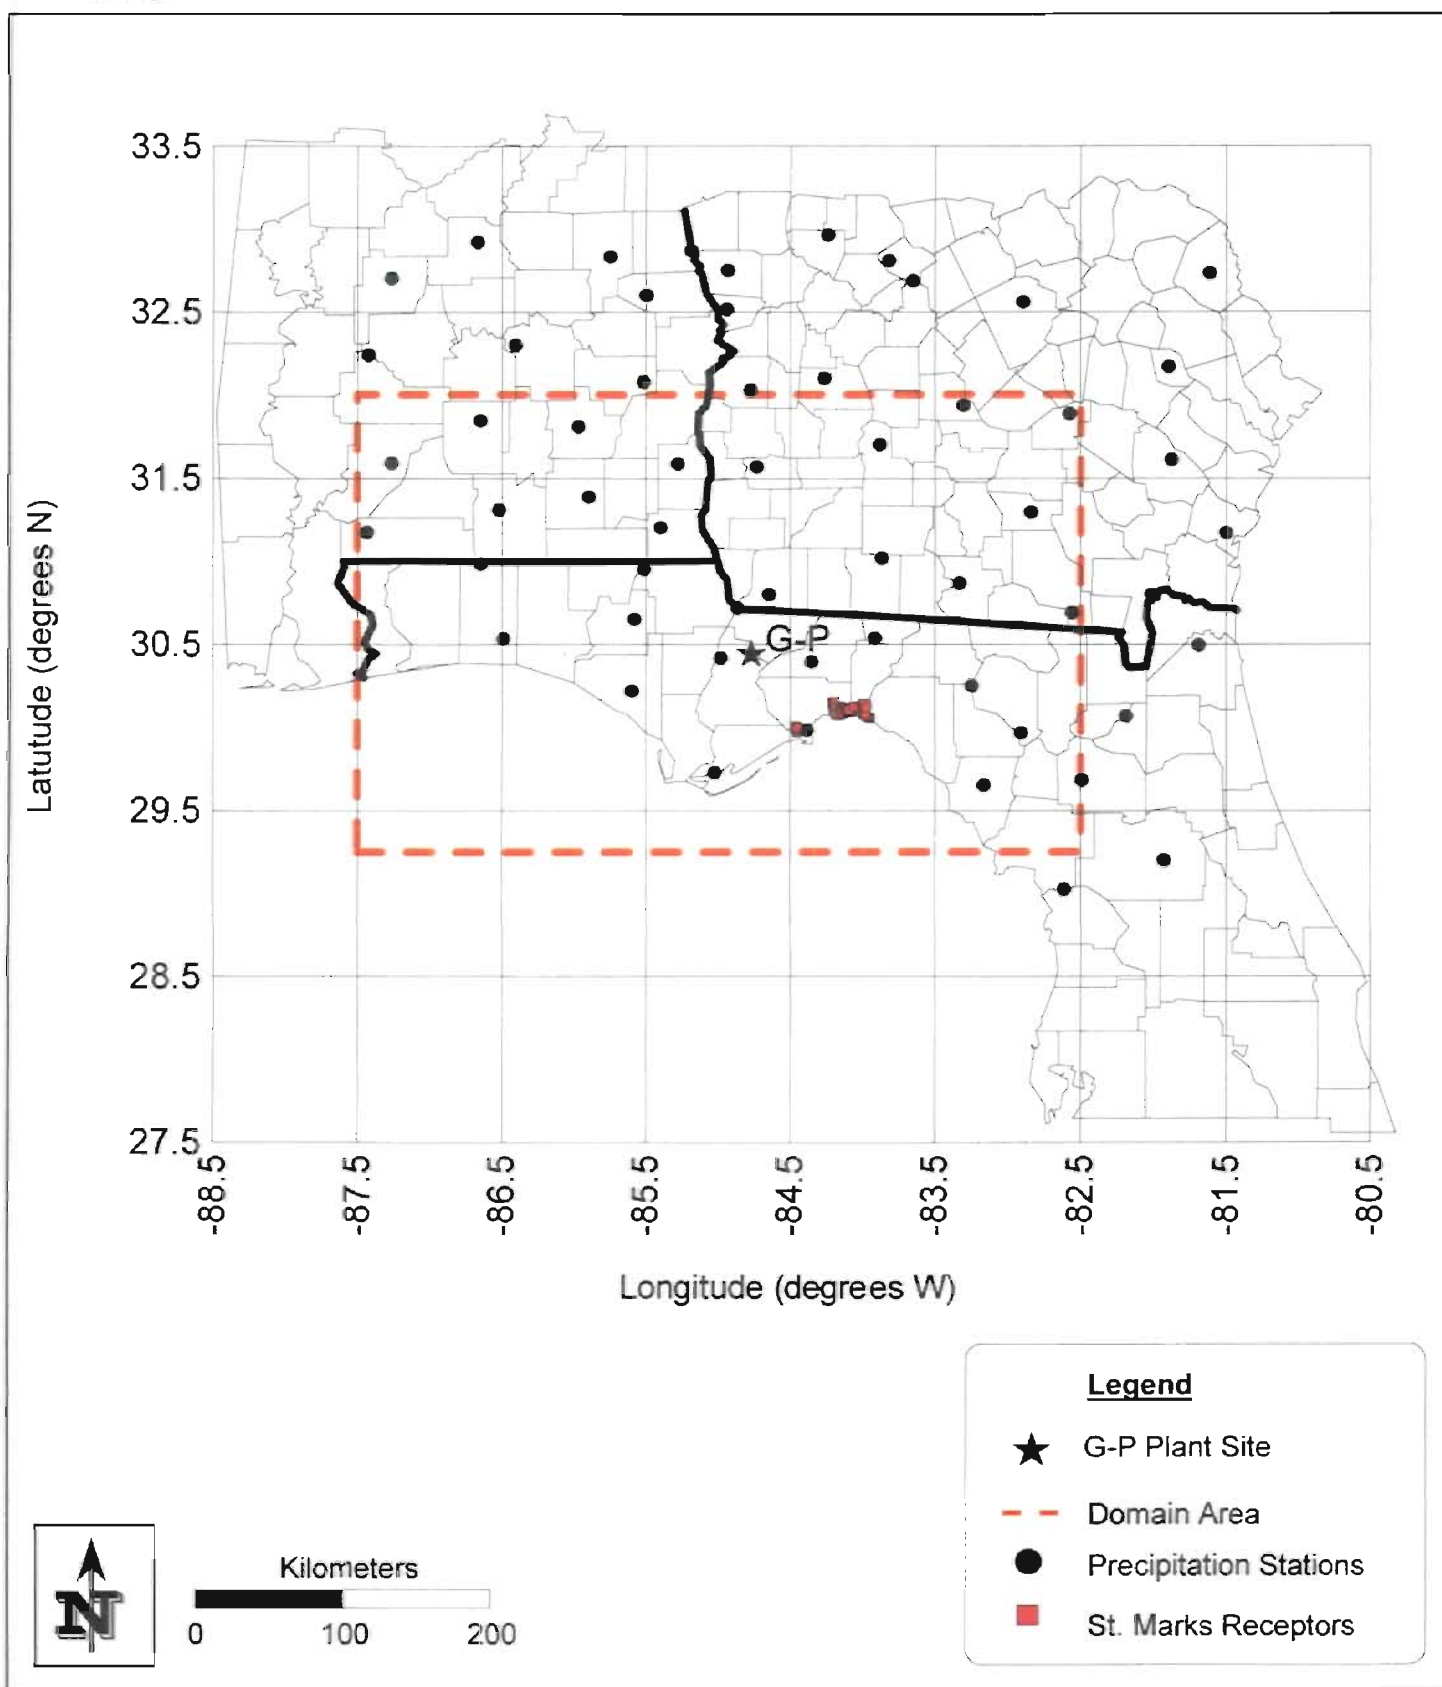 33.5
32.5
31.5
30.5
29.5
28.5
27.5
Latutude (degrees N)
G-P
-88.5
-87.5
-86.5
-85.5
-84.5
-83.5
-82.5
-81.5
-80.5
Longitude (degrees W)
Legend
G-P Plant Site
Domain Area
Precipitation Stations
St. Marks Receptors
N
Kilometers
0 100 200